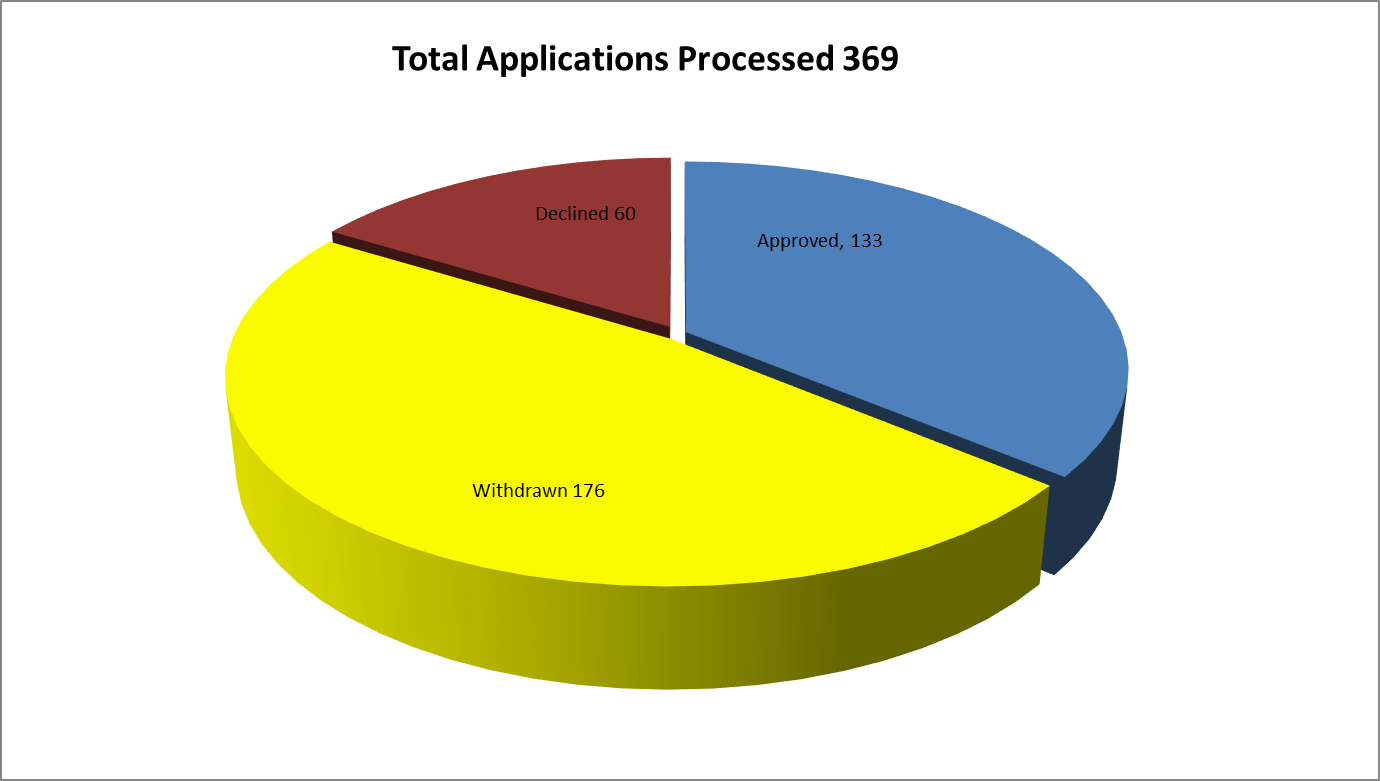 Total Applications Processed 369
Declined 60
Approved, 133
Withdrawn 176